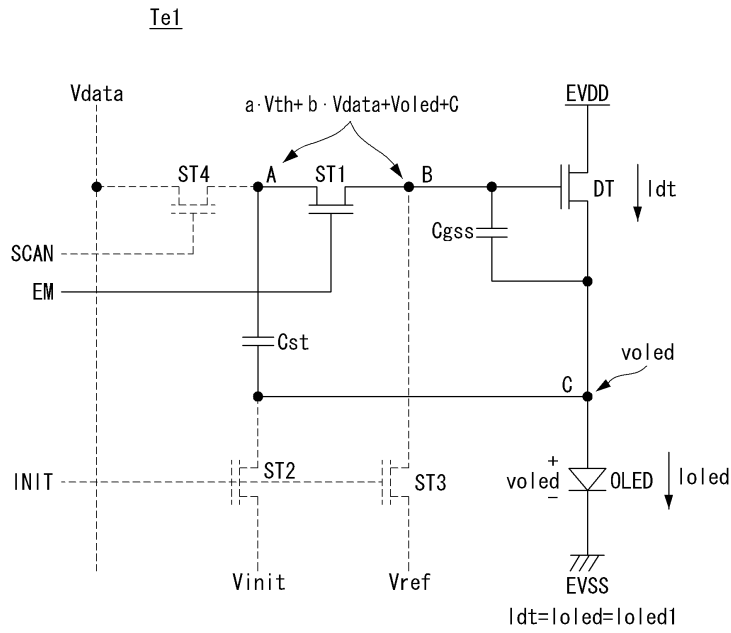 Te1
Vdata
a·Vth+b·Vdata+Voled+C
EVDD
ST4
A
ST1
B
DT
Idt
Cgss
SCAN
EM
Cst
voled
C
INIT
ST2
ST3
+
voled
−
OLED
Ioled
Vinit
Vref
EVSS
Idt=Ioled=Ioled1